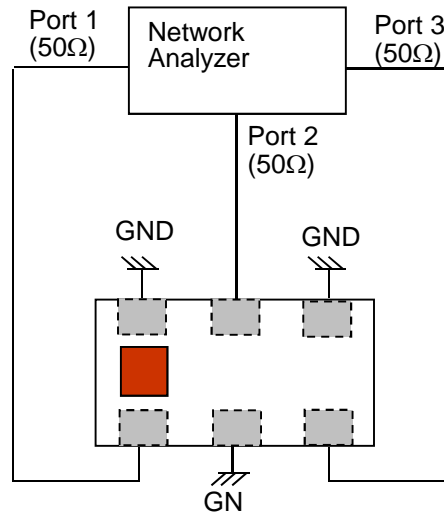 Port 1
(50Ω)
Network
Analyzer
Port 3
(50Ω)
Port 2
(50Ω)
GND
GND
GN